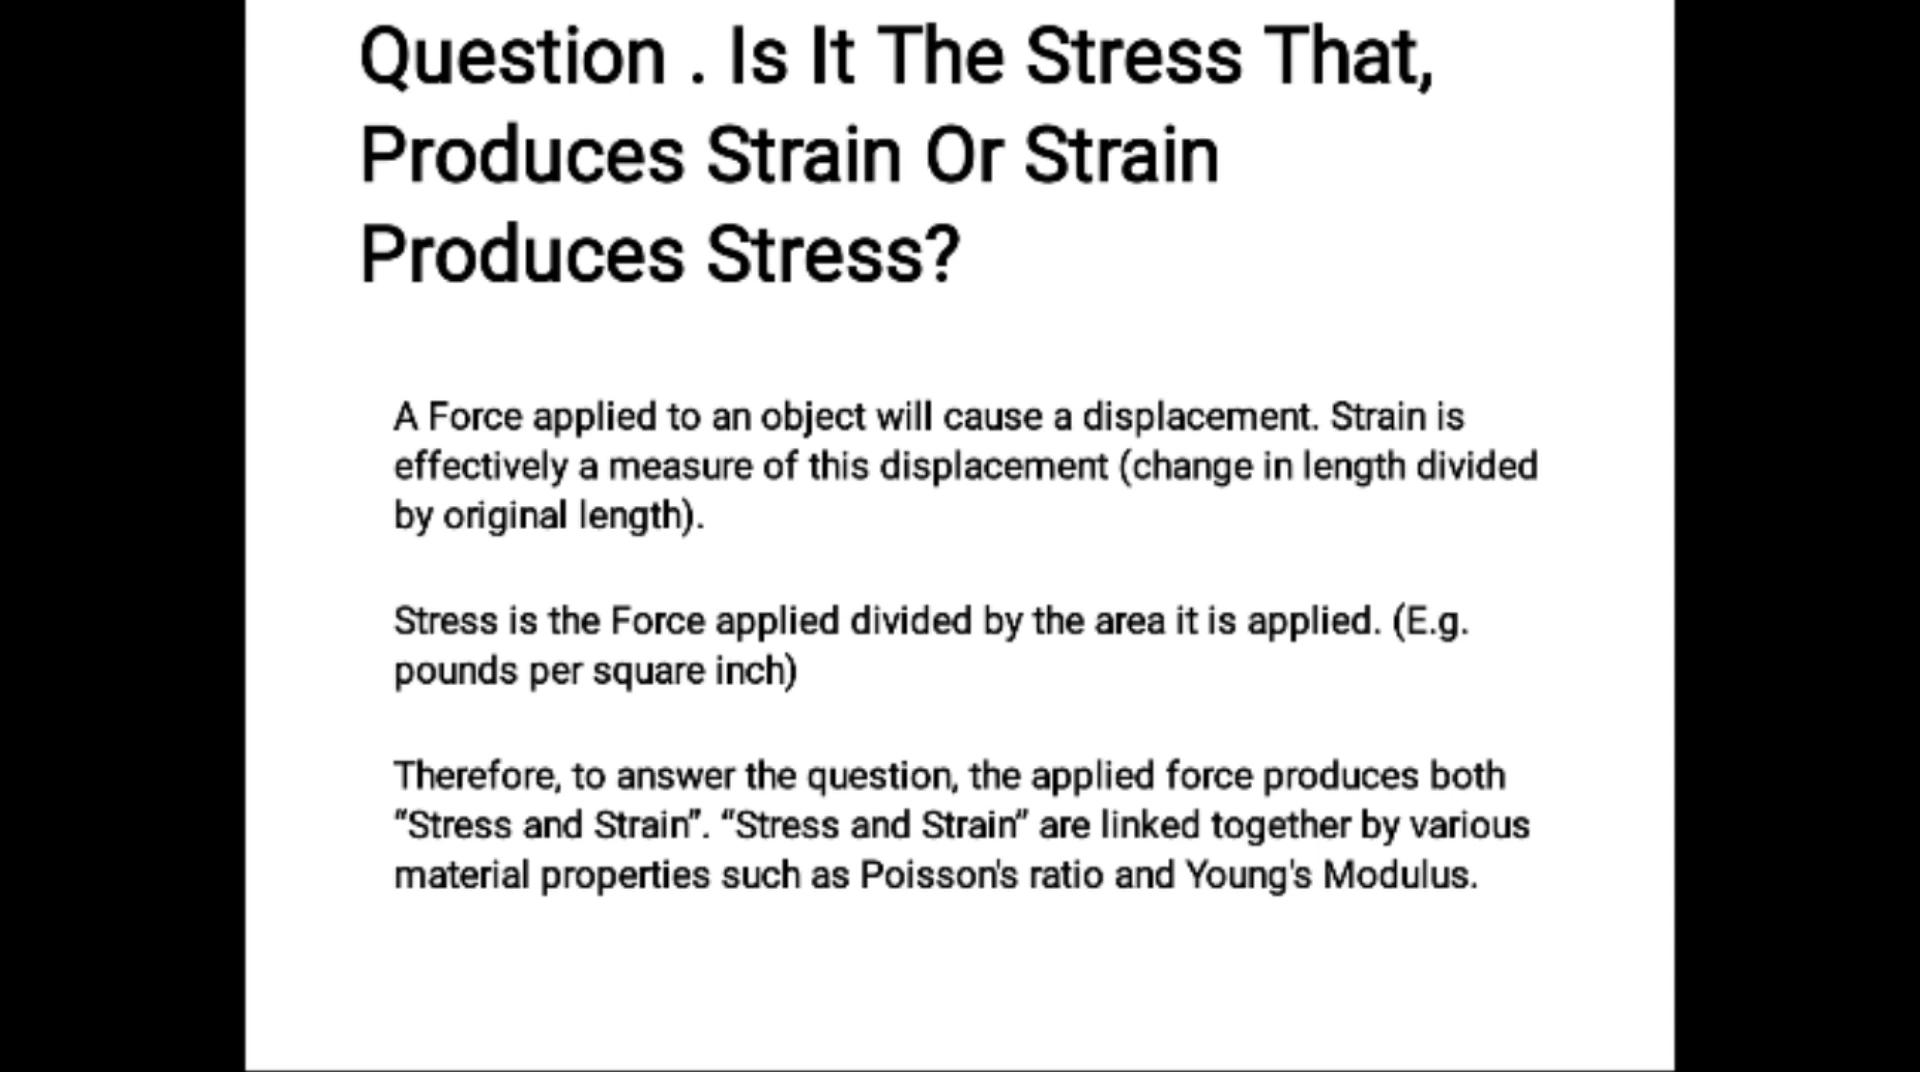 Question . Is It The Stress That,
Produces Strain Or Strain
Produces Stress?
A Force applied to an object will cause a displacement. Strain is
effectively a measure of this displacement (change in length divided
by original length).
Stress is the Force applied divided by the area it is applied. (E.g.
pounds per square inch)
Therefore, to answer the question, the applied force produces both
“Stress and Strain”. “Stress and Strain” are linked together by various
material properties such as Poisson's ratio and Young's Modulus.